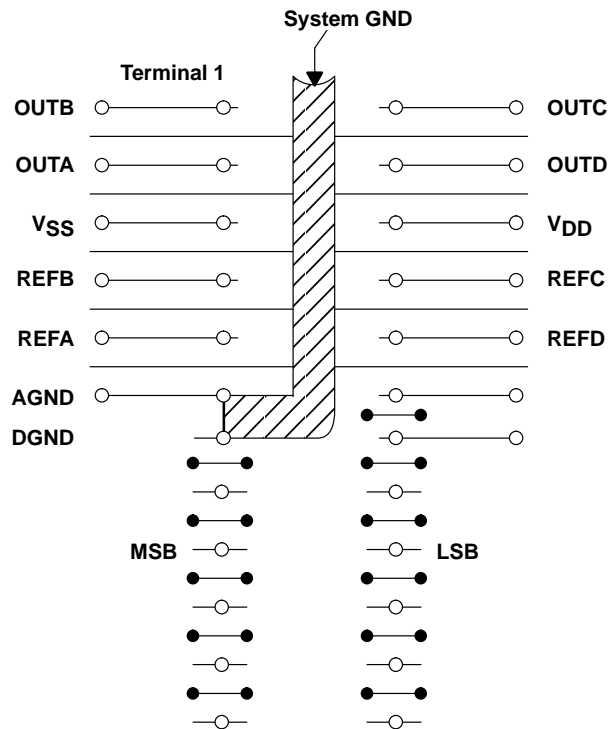 System GND
Terminal 1
OUTB
OUTC
OUTA
OUTD
VSS
VDD
REFB
REFC
REFA
REFD
AGND
DGND
MSB
LSB